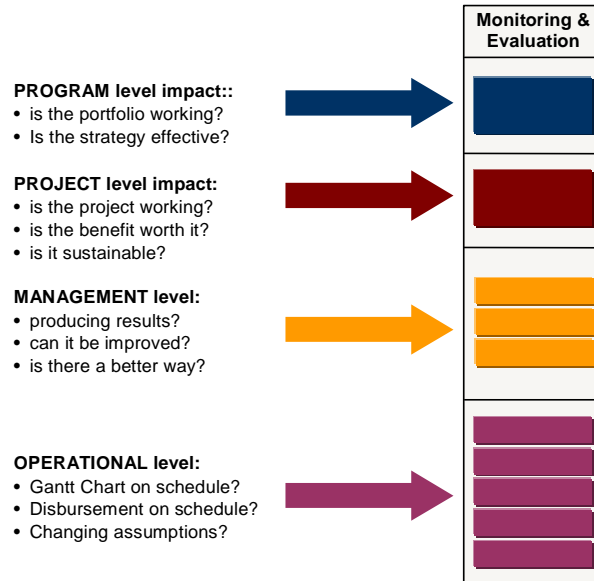 Monitoring &
Evaluation
PROGRAM level impact::
• is the portfolio working?
• Is the strategy effective?
PROJECT level impact:
• is the project working?
• is the benefit worth it?
• is it sustainable?
MANAGEMENT level:
• producing results?
• can it be improved?
• is there a better way?
OPERATIONAL level:
• Gantt Chart on schedule?
• Disbursement on schedule?
• Changing assumptions?